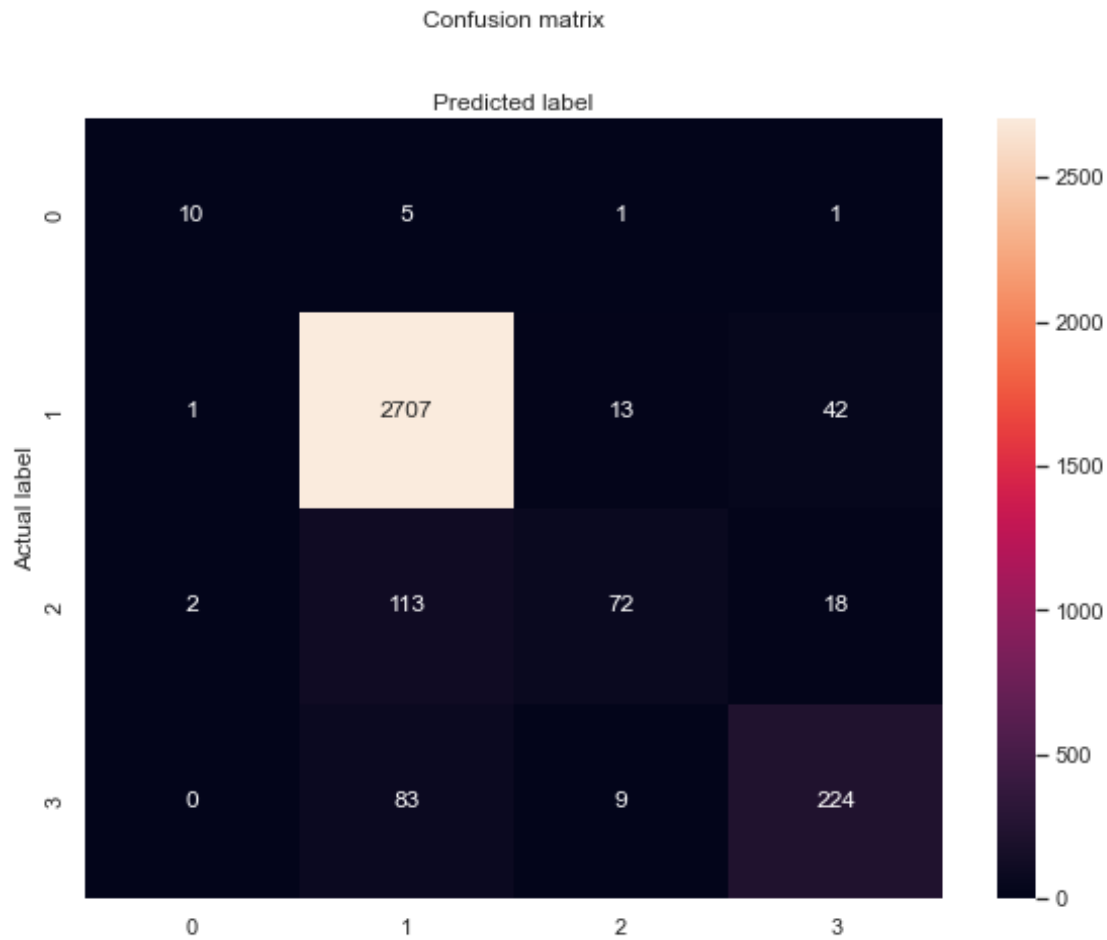 Confusion matrix
Predicted label
0 10 5 1 1
1 1 2707 13 42
2 2 113 72 18
3 0 83 9 224
0 1 2 3
Actual label
2500
2000
1500
1000
500
0